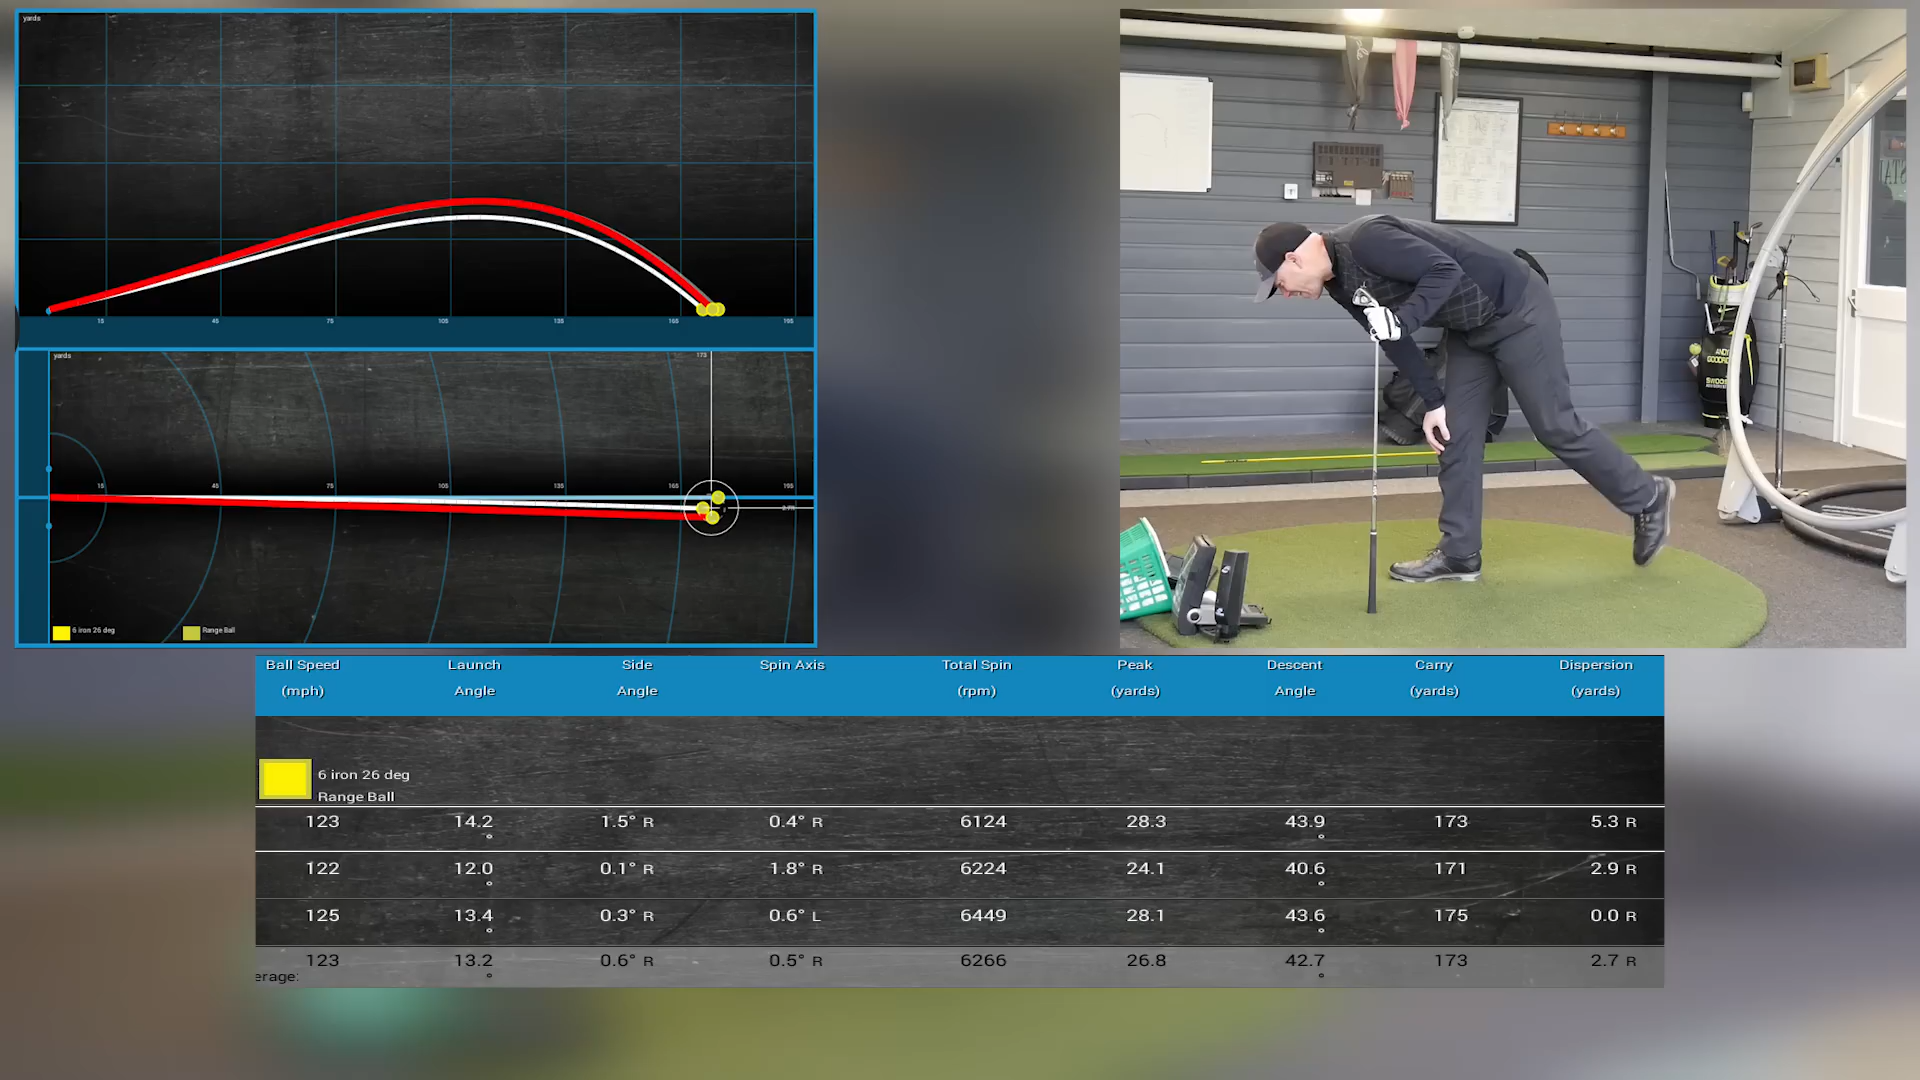 yards
15 45 75 105 135 165 195
yards
173
15 45 75 105 135 165 195
6 iron 26 deg Range Ball
ANDY
GOODRI
Ball Speed Launch Side Spin Axis Total Spin Peak Descent Carry Dispersion
(mph) Angle Angle (rpm) (yards) Angle (yards) (yards)
6 iron 26 deg
Range Ball
123 14.2° 1.5° R 0.4° R 6124 28.3 43.9° 173 5.3 R
122 12.0° 0.1° R 1.8° R 6224 24.1 40.6° 171 2.9 R
125 13.4° 0.3° R 0.6° L 6449 28.1 43.6° 175 0.0 R
123 13.2° 0.6° R 0.5° R 6266 26.8 42.7° 173 2.7 R
erage: